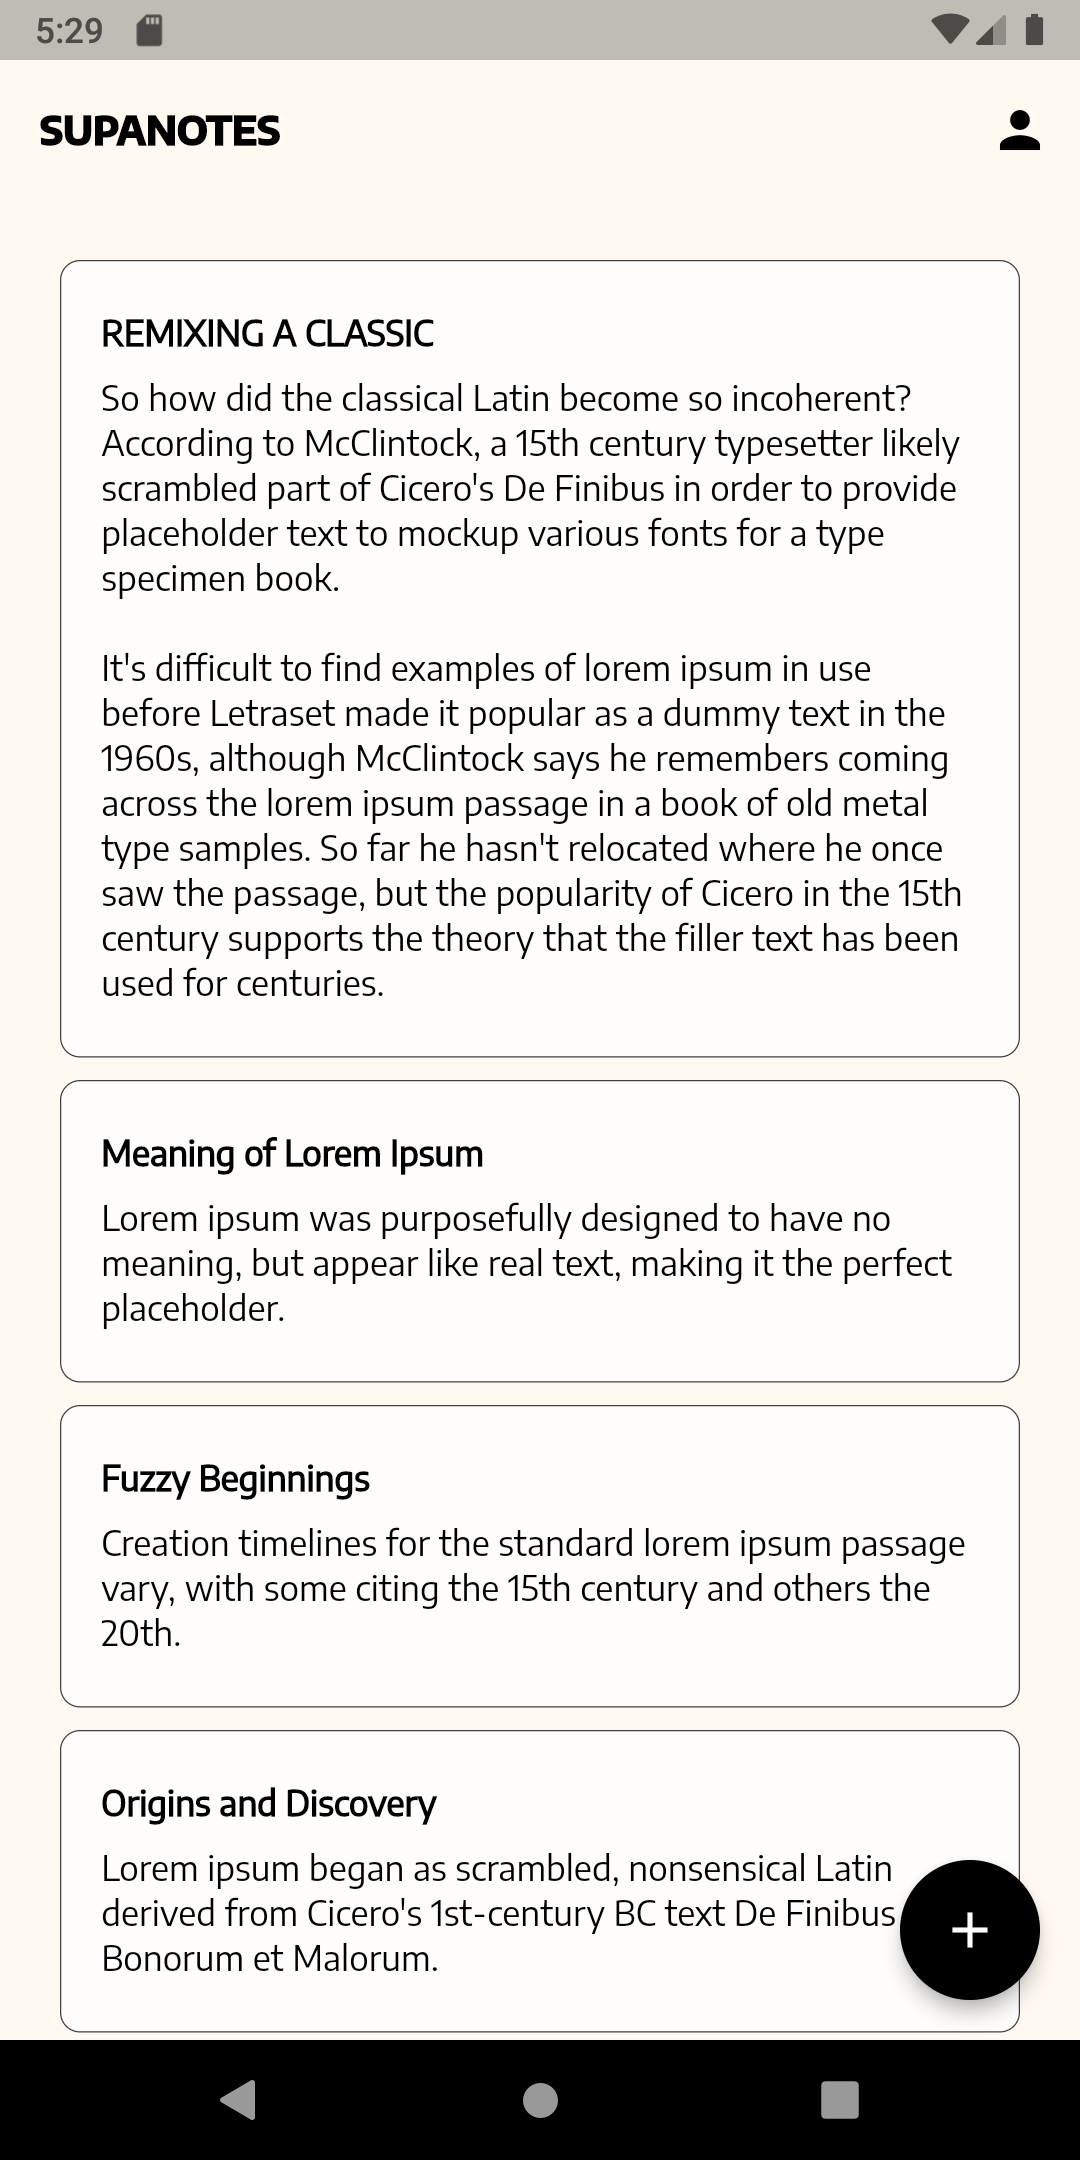 5:29
SUPANOTES
REMIXING A CLASSIC
So how did the classical Latin become so incoherent?
According to McClintock, a 15th century typesetter likely
scrambled part of Cicero's De Finibus in order to provide
placeholder text to mockup various fonts for a type
specimen book.
It's difficult to find examples of lorem ipsum in use
before Letraset made it popular as a dummy text in the
1960s, although McClintock says he remembers coming
across the lorem ipsum passage in a book of old metal
type samples. So far he hasn't relocated where he once
saw the passage, but the popularity of Cicero in the 15th
century supports the theory that the filler text has been
used for centuries.
Meaning of Lorem Ipsum
Lorem ipsum was purposefully designed to have no
meaning, but appear like real text, making it the perfect
placeholder.
Fuzzy Beginnings
Creation timelines for the standard lorem ipsum passage
vary, with some citing the 15th century and others the
20th.
Origins and Discovery
Lorem ipsum began as scrambled, nonsensical Latin
derived from Cicero's 1st-century BC text De Finibus
Bonorum et Malorum.